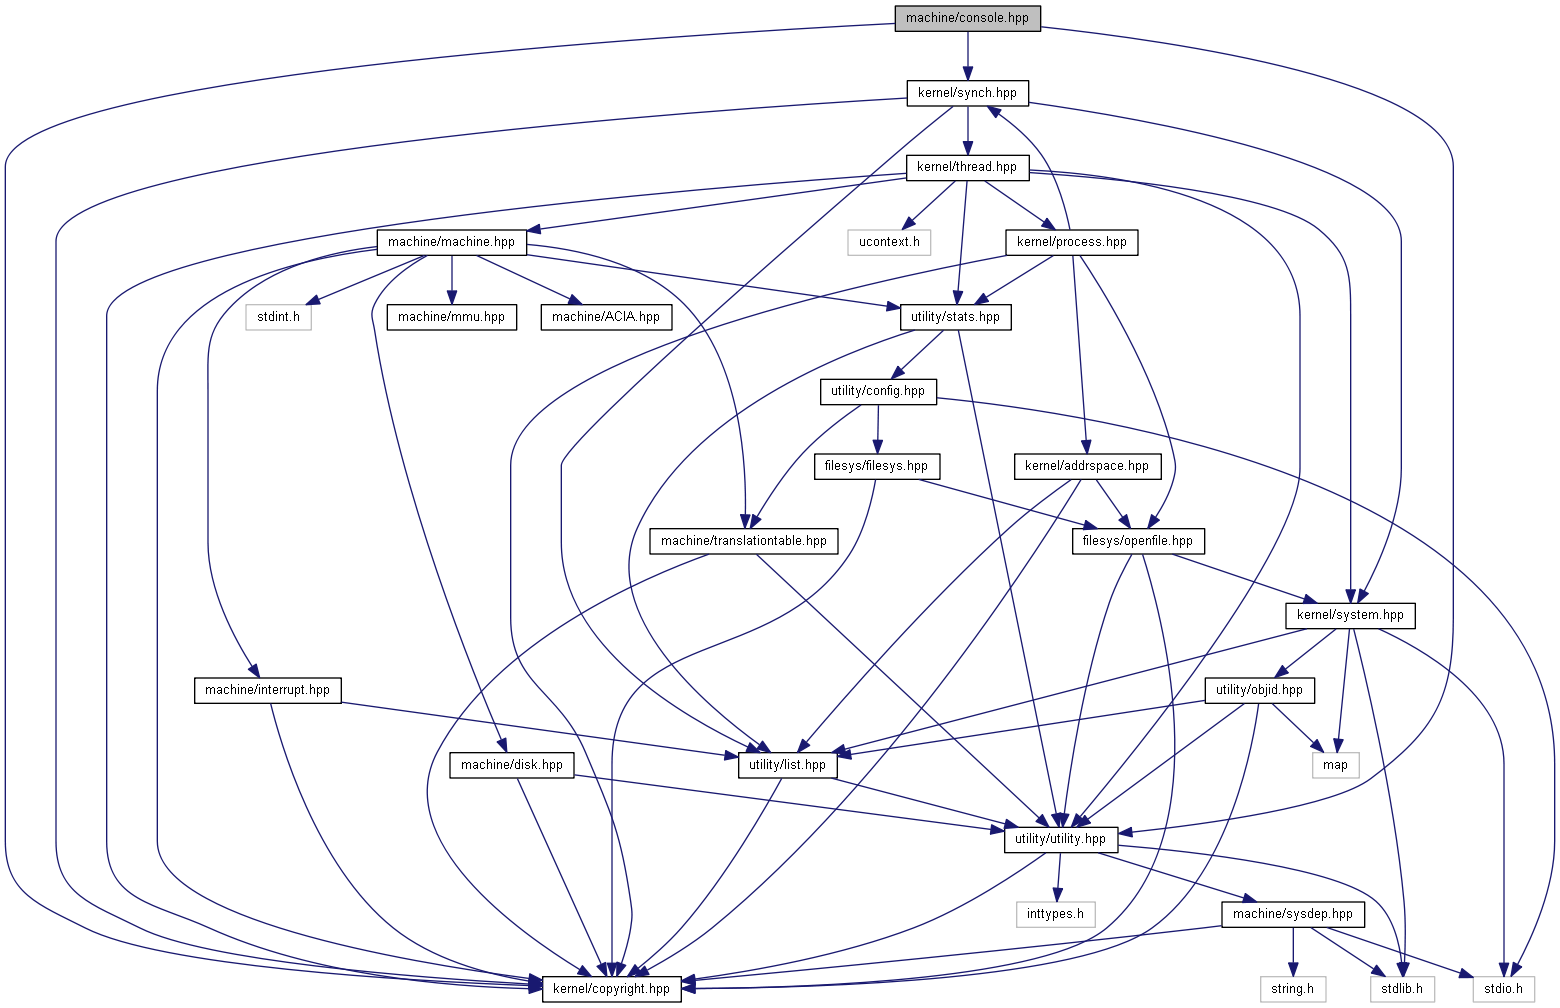 machine/console.hpp
kernel/synch.hpp
kernel/thread.hpp
machine/machine.hpp
ucontext.h
kernel/process.hpp
stdint.h
machine/mmu.hpp
machine/ACIA.hpp
utility/stats.hpp
utility/config.hpp
filesys/filesys.hpp
kernel/addrspace.hpp
machine/translationtable.hpp
filesys/openfile.hpp
kernel/system.hpp
machine/interrupt.hpp
utility/objid.hpp
machine/disk.hpp
utility/list.hpp
map
utility/utility.hpp
inttypes.h
machine/sysdep.hpp
kernel/copyright.hpp
string.h
stdlib.h
stdio.h